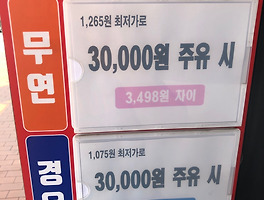 무연
1,265원 최저가로
30,000원 주유 시
3,498원 차이
경
1,075원 최저가로
30,000원 주유 시